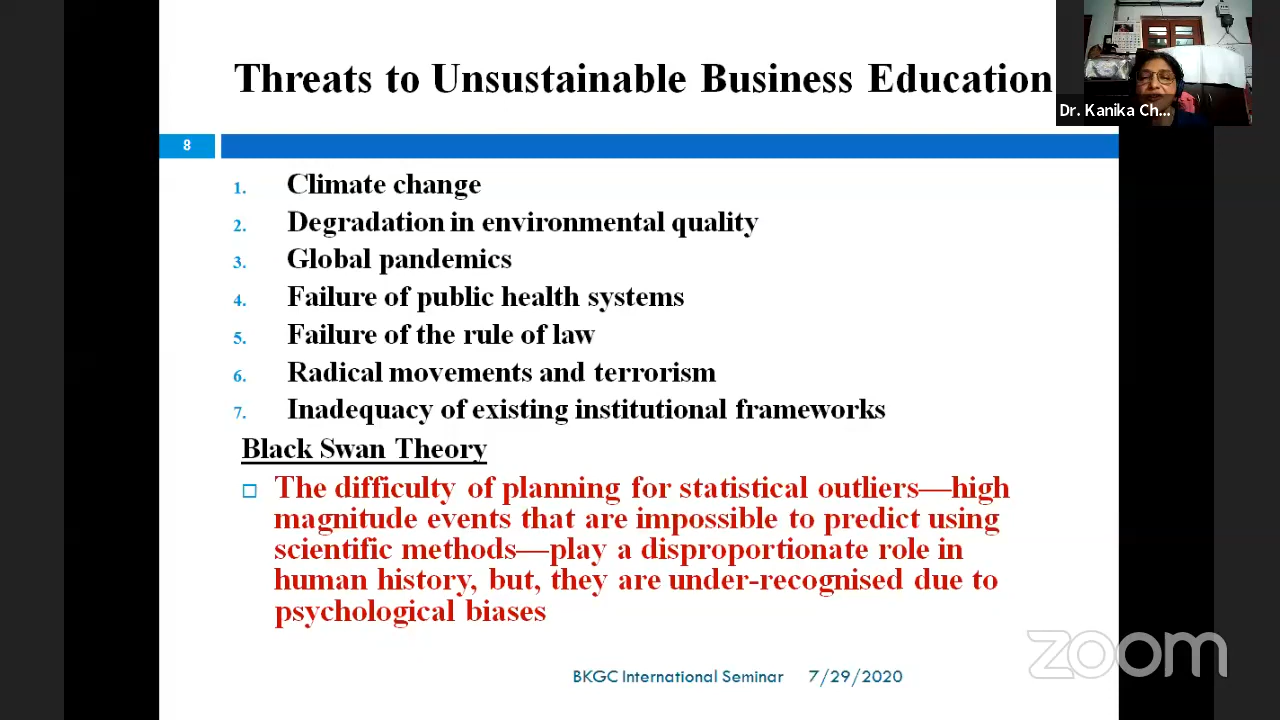 Threats to Unsustainable Business Education
Dr. Kanika Ch...
8
1. Climate change
2. Degradation in environmental quality
3. Global pandemics
4. Failure of public health systems
5. Failure of the rule of law
6. Radical movements and terrorism
7. Inadequacy of existing institutional frameworks
Black Swan Theory
The difficulty of planning for statistical outliers—high
magnitude events that are impossible to predict using
scientific methods—play a disproportionate role in
human history, but, they are under-recognised due to
psychological biases
BKGC International Seminar 7/29/2020
zoom